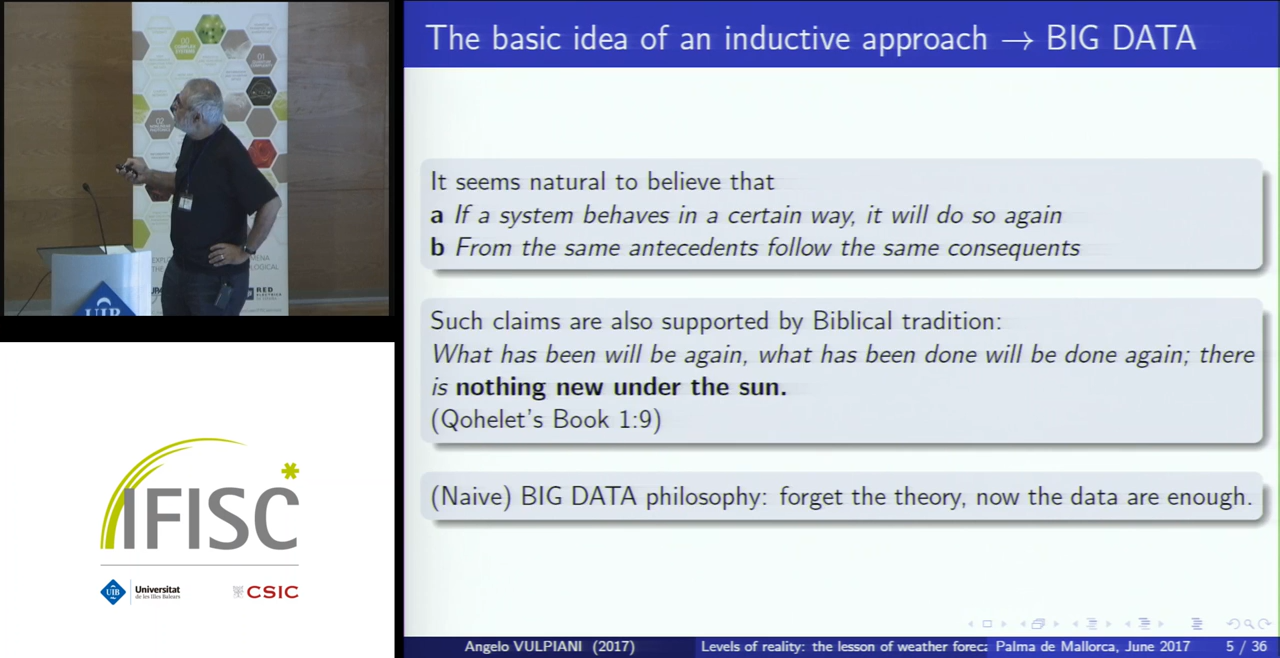 The basic idea of an inductive approach → BIG DATA
It seems natural to believe that
a If a system behaves in a certain way, it will do so again
b From the same antecedents follow the same consequents
Such claims are also supported by Biblical tradition:
What has been will be again, what has been done will be done again; there
is nothing new under the sun.
(Qohelet's Book 1:9)
(Naive) BIG DATA philosophy: forget the theory, now the data are enough.
Angelo VULPIANI (2017)
Levels of reality: the lesson of weather foreca
Palma de Mallorca, June 2017
5 / 36
UIB
RED
IFISC
UIB
Universitat
de les Illes Balears
CSIC